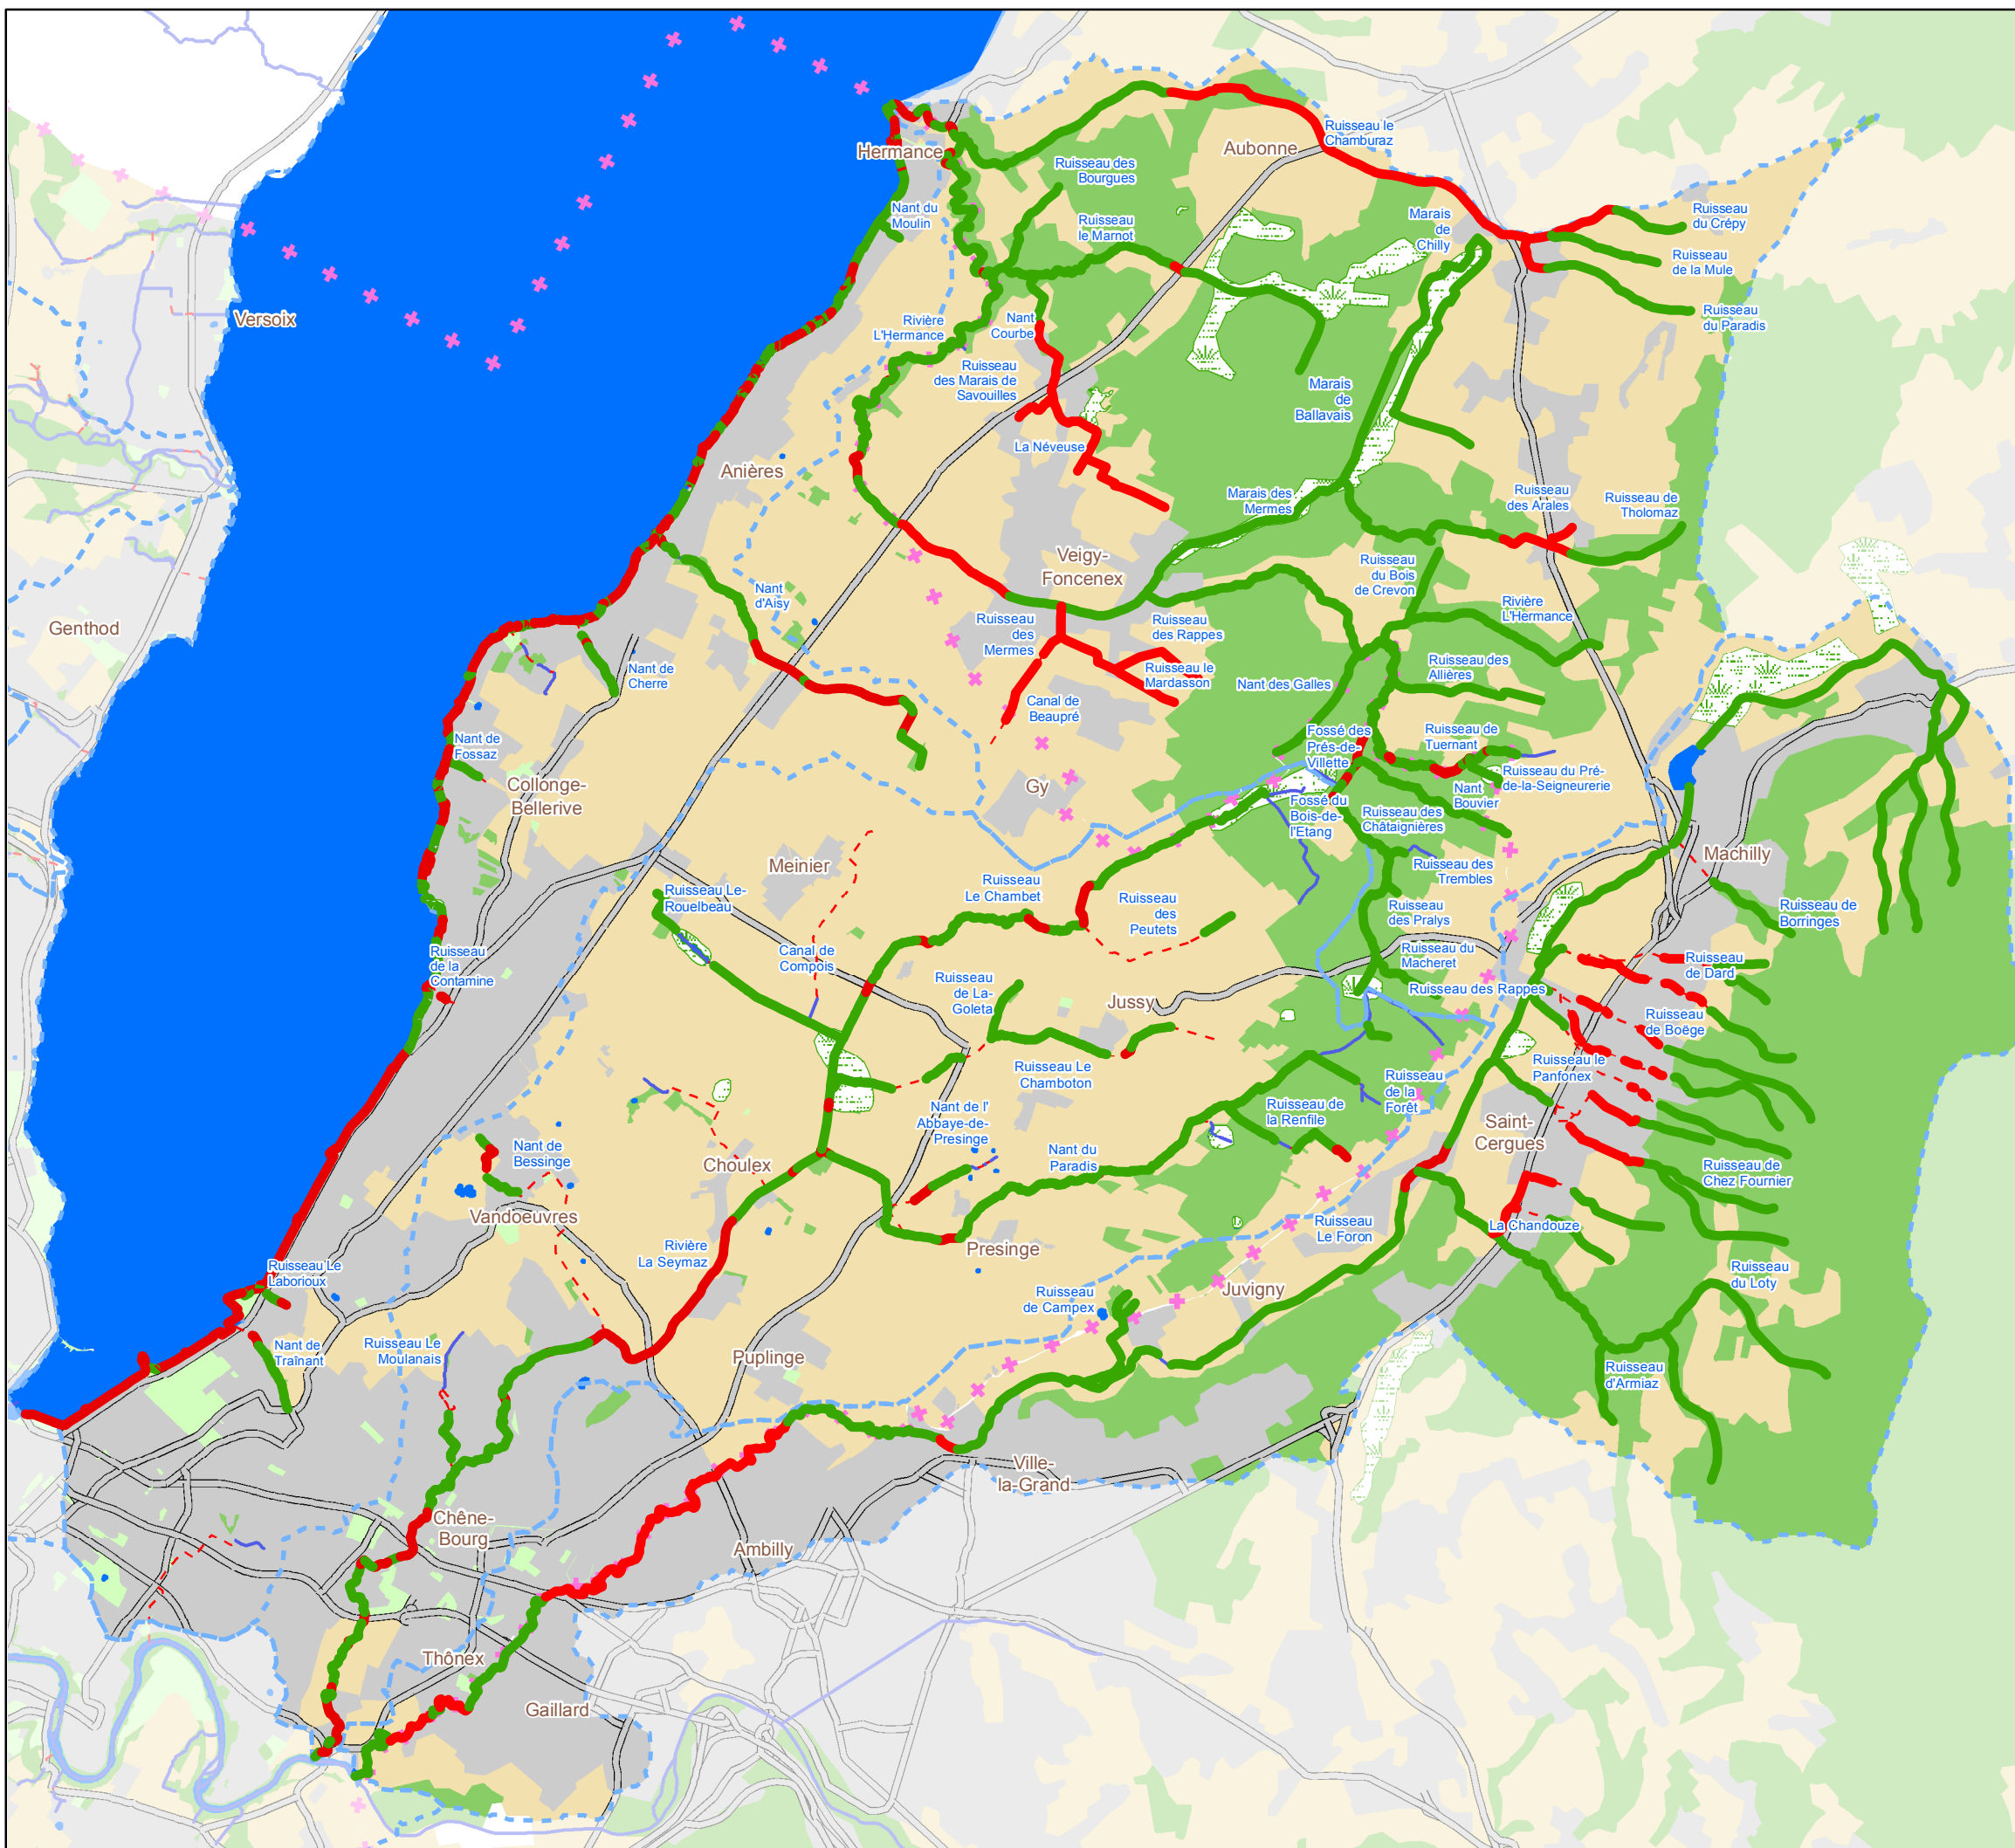 Ruisseau le
Chamburaz
Aubonne
Hermance
Ruisseau des
Bourgues
Ruisseau
du Crépy
Nant du
Moulin
Ruisseau
le Marnot
Marais
de
Chilly
Ruisseau
de la Mule
Versoix
Rivière
L'Hermance
Nant
Courbe
Ruisseau
du Paradis
Ruisseau
des Marais de
Savouilles
Marais
de
Ballavais
La Néveuse
Anières
Marais des
Mermes
Ruisseau
des Arales
Ruisseau de
Tholomaz
Veigy-
Foncenex
Ruisseau
du Bois
de Crevon
Nant
d'Aisy
Genthod
Ruisseau
des
Mermes
Ruisseau
des Rappes
Rivière
L'Hermance
Nant de
Cherre
Ruisseau le
Mardasson
Ruisseau des
Allières
Nant des Galles
Canal de
Beaupré
Nant de
Fossaz
Fossé des
Prés-de-
Villette
Ruisseau de
Tuernant
Collonge-
Bellerive
Gy
Ruisseau du Pré-
de-la-Seigneurerie
Nant
Bouvier
Fossé du
Bois-de-
l'Etang
Ruisseau des
Châtaignières
Meinier
Machilly
Ruisseau Le-
Rouelbeau
Ruisseau
Le Chambet
Ruisseau
des
Peutets
Ruisseau des
Trembles
Ruisseau
des Pralys
Ruisseau de
Borringes
Ruisseau
de la
Contamine
Canal de
Compois
Ruisseau du
Macheret
Ruisseau
de Dard
Ruisseau
de La-
Goleta
Jussy
Ruisseau des Rappes
Ruisseau
de Boëge
Ruisseau Le
Chamboton
Ruisseau le
Panfonex
Ruisseau
de la
Forêt
Nant de l'
Abbaye-de-
Presinge
Ruisseau de
la Renfile
Saint-
Cergues
Nant de
Bessinge
Choulex
Nant du
Paradis
Ruisseau de
Chez Fournier
Vandoeuvres
Ruisseau
Le Foron
La Chandouze
Rivière
La Seymaz
Presinge
Ruisseau Le
Laborioux
Ruisseau
du Loty
Ruisseau
de Campex
Juvigny
Nant de
Traînant
Ruisseau Le
Moulanais
Puplinge
Ruisseau
d'Armiaz
Ville-
la-Grand
Chêne-
Bourg
Ambilly
Thônex
Gaillard